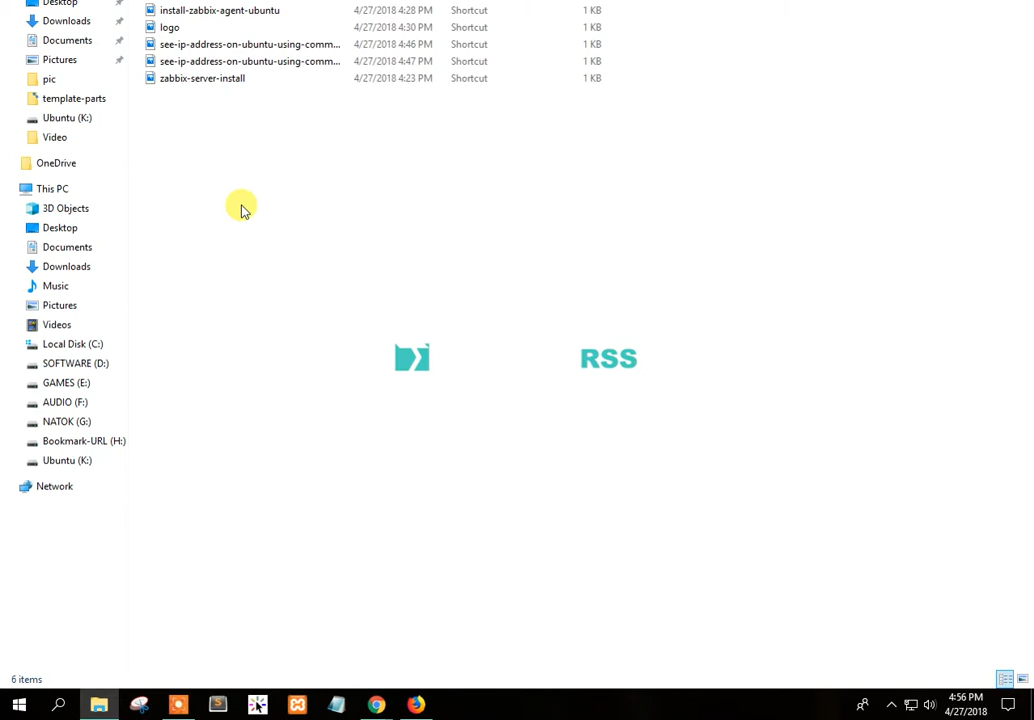 Desktop
install-zabbix-agent-ubuntu 4/27/2018 4:28 PM Shortcut 1 KB
Downloads
logo 4/27/2018 4:30 PM Shortcut 1 KB
Documents
see-ip-address-on-ubuntu-using-comm... 4/27/2018 4:46 PM Shortcut 1 KB
Pictures
see-ip-address-on-ubuntu-using-comm... 4/27/2018 4:47 PM Shortcut 1 KB
pic
zabbix-server-install 4/27/2018 4:23 PM Shortcut 1 KB
template-parts
Ubuntu (K:)
Video
OneDrive
This PC
3D Objects
Desktop
Documents
Downloads
Music
Pictures
Videos
Local Disk (C:)
RSS
SOFTWARE (D:)
GAMES (E:)
AUDIO (F:)
NATOK (G:)
Bookmark-URL (H:)
Ubuntu (K:)
Network
6 items
4:56 PM
4/27/2018